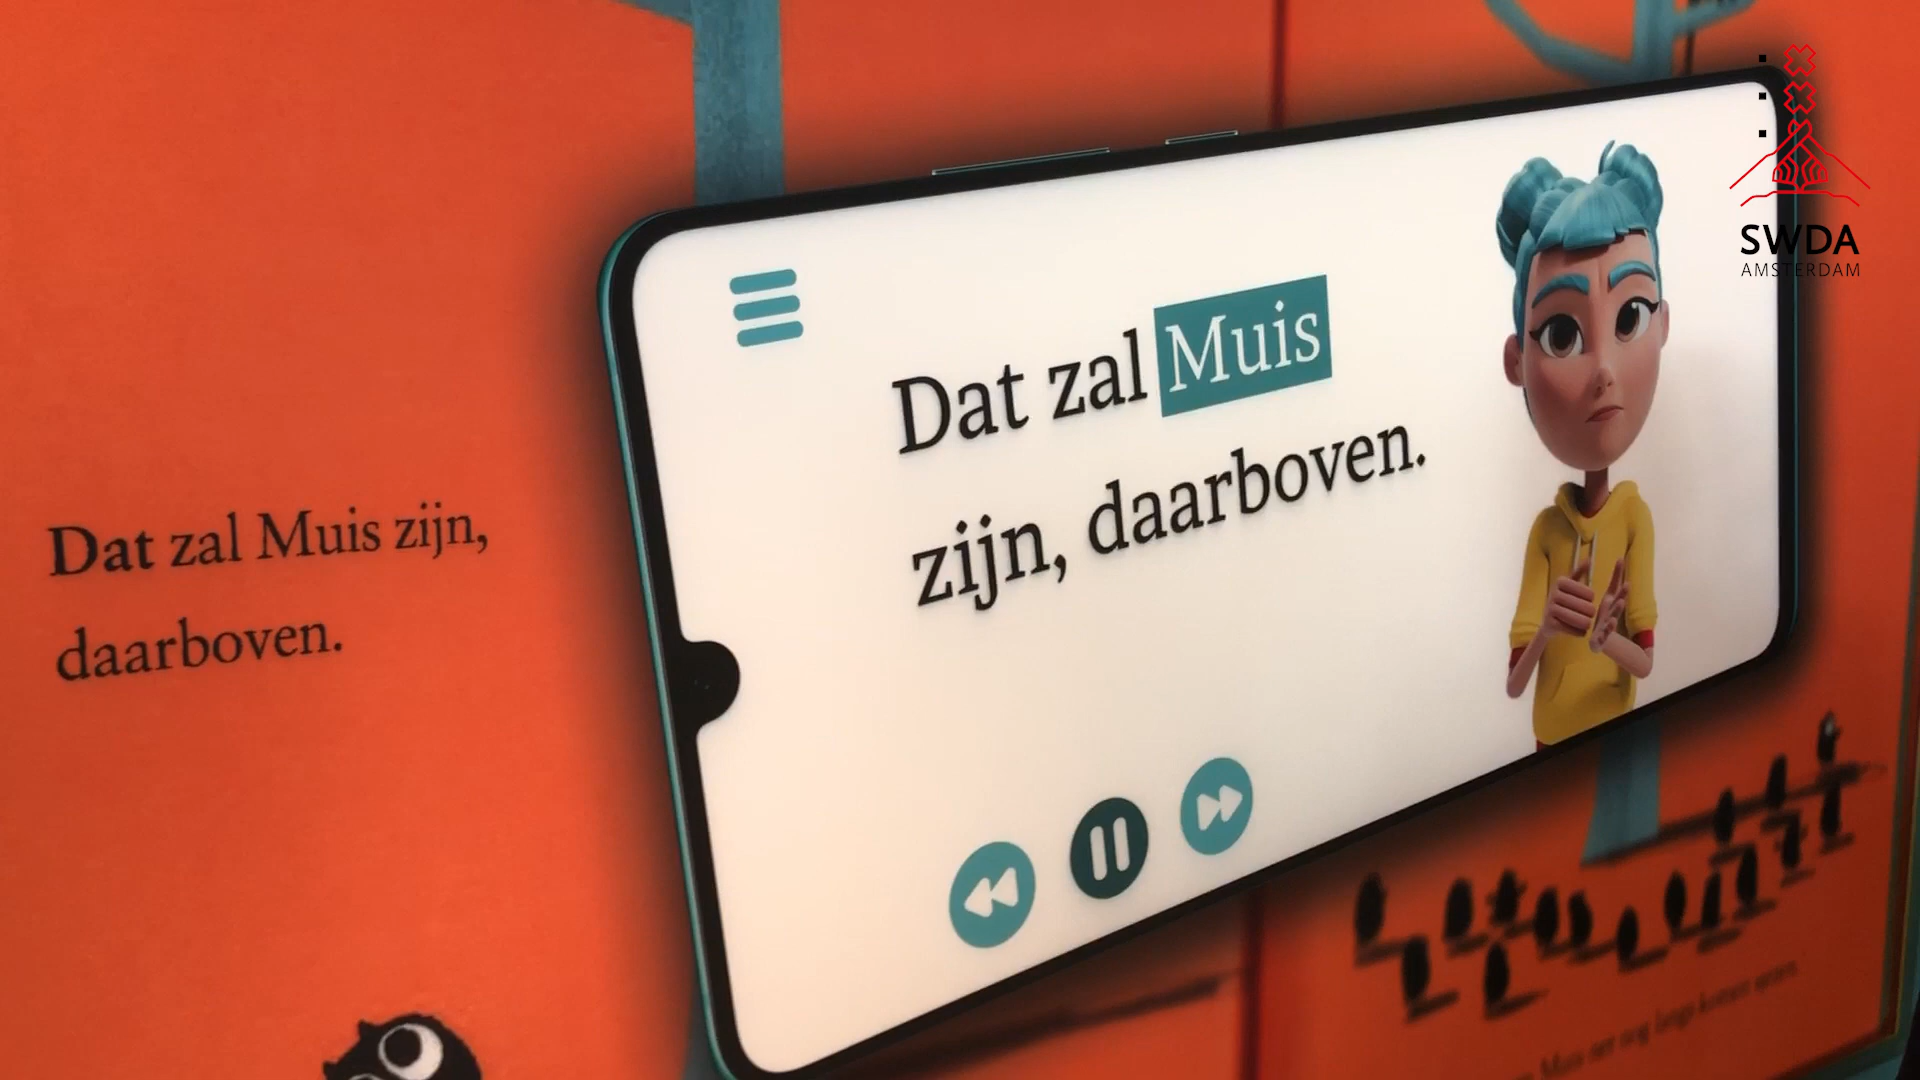 Dat zal Muis zijn,
daarboven.
Dat zal Muis
zijn, daarboven.
SWDA
AMSTERDAM